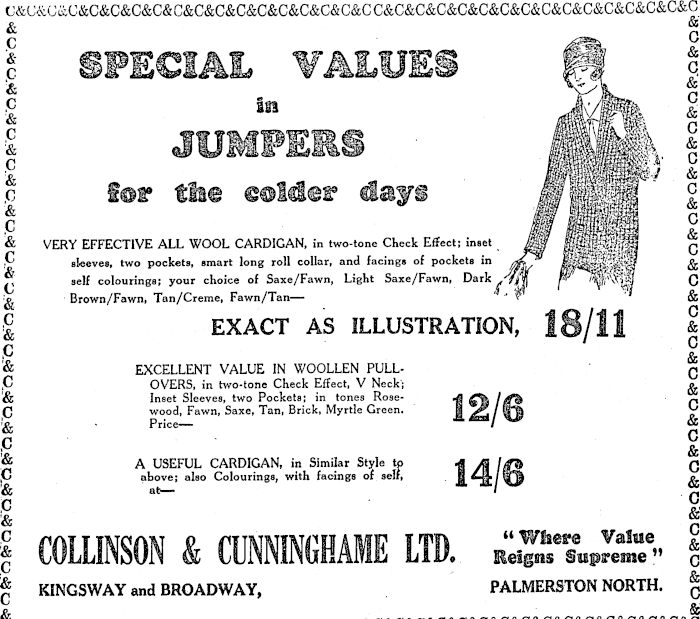 SPECIAL VALUES
in
JUMPERS
for the colder days
VERY EFFECTIVE ALL WOOL CARDIGAN, in two-tone Check Effect; inset
sleeves, two pockets, smart long roll collar, and facings of pockets in
self colourings; your choice of Saxe/Fawn, Light Saxe/Fawn, Dark
Brown/Fawn, Tan/Creme, Fawn/Tan—
EXACT AS ILLUSTRATION, 18/11
EXCELLENT VALUE IN WOOLLEN PULL-
OVERS, in two-tone Check Effect, V Neck;
Inset Sleeves, two Pockets; in tones Rose-
wood, Fawn, Saxe, Tan, Brick, Myrtle Green.
Price—
12/6
A USEFUL CARDIGAN, in Similar Style to
above; also Colourings, with facings of self,
at—
14/6
COLLINSON & CUNNINGHAME LTD.
"Where Value
Reigns Supreme"
KINGSWAY and BROADWAY,
PALMERSTON NORTH.